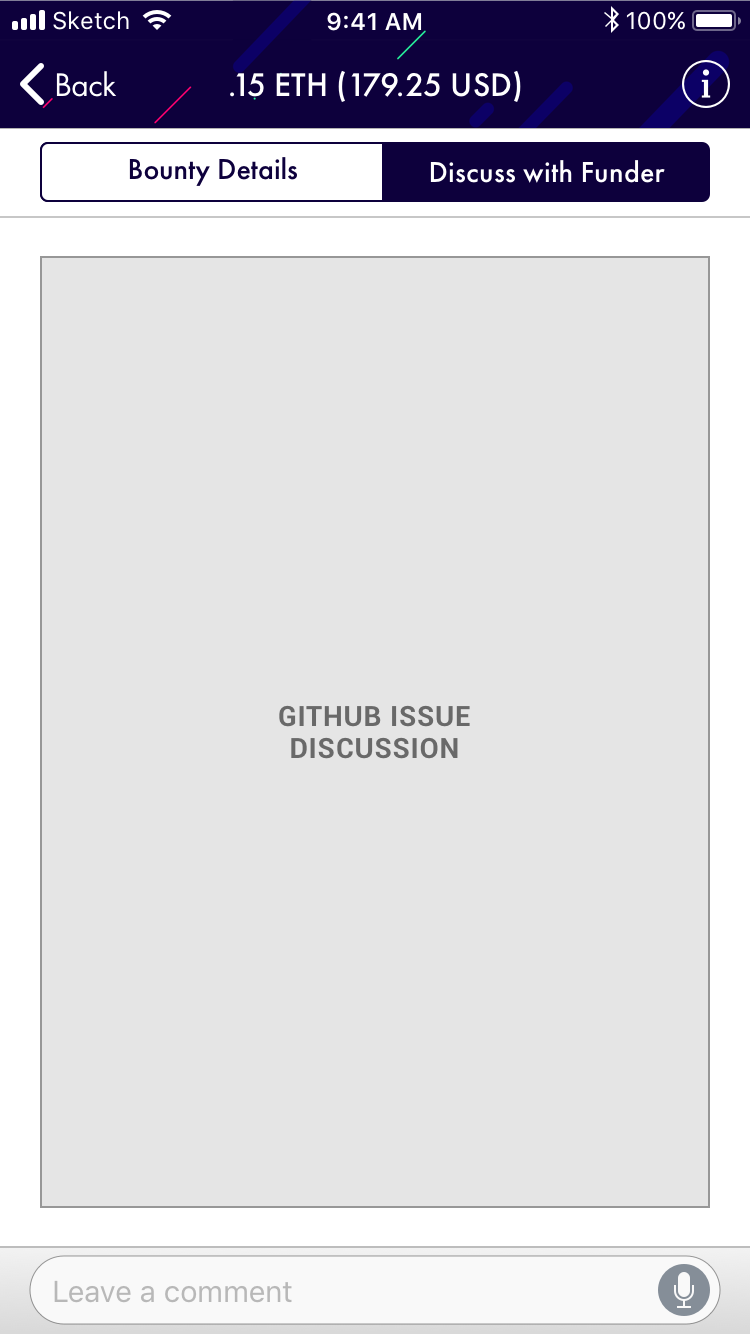 Sketch 9:41 AM 100%
Back .15 ETH (179.25 USD) i
Bounty Details Discuss with Funder
GITHUB ISSUE
DISCUSSION
Leave a comment